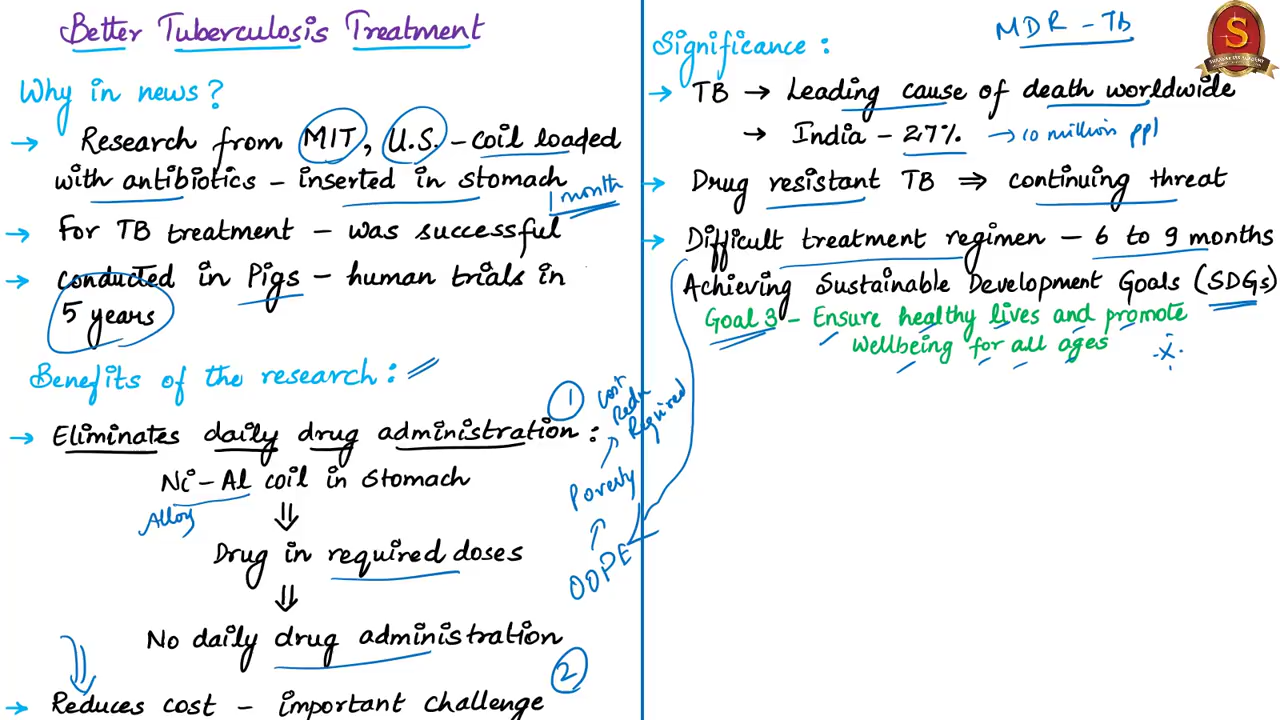 Better Tuberculosis Treatment
Why in news?
→ Research from MIT, U.S. - coil loaded
with antibiotics - inserted in stomach
1 month
→ For TB treatment - was successful
→ conducted in Pigs - human trials in
5 years
Benefits of the research:
1
→ Eliminates daily drug administration:
Ni-Al coil in stomach
Alloy
⇓
Drug in required doses
⇓
No daily drug administration
2
→ Reduces cost - important challenge
cost
Redn
Required
↑
Poverty
↑
OOPE
MDR - TB
Significance:
→ TB → Leading cause of death worldwide
→ India - 27% → 10 million ppl
→ Drug resistant TB ⇒ continuing threat
→ Difficult treatment regimen - 6 to 9 months
Achieving Sustainable Development Goals (SDGs)
Goal 3 - Ensure healthy lives and promote
wellbeing for all ages
S